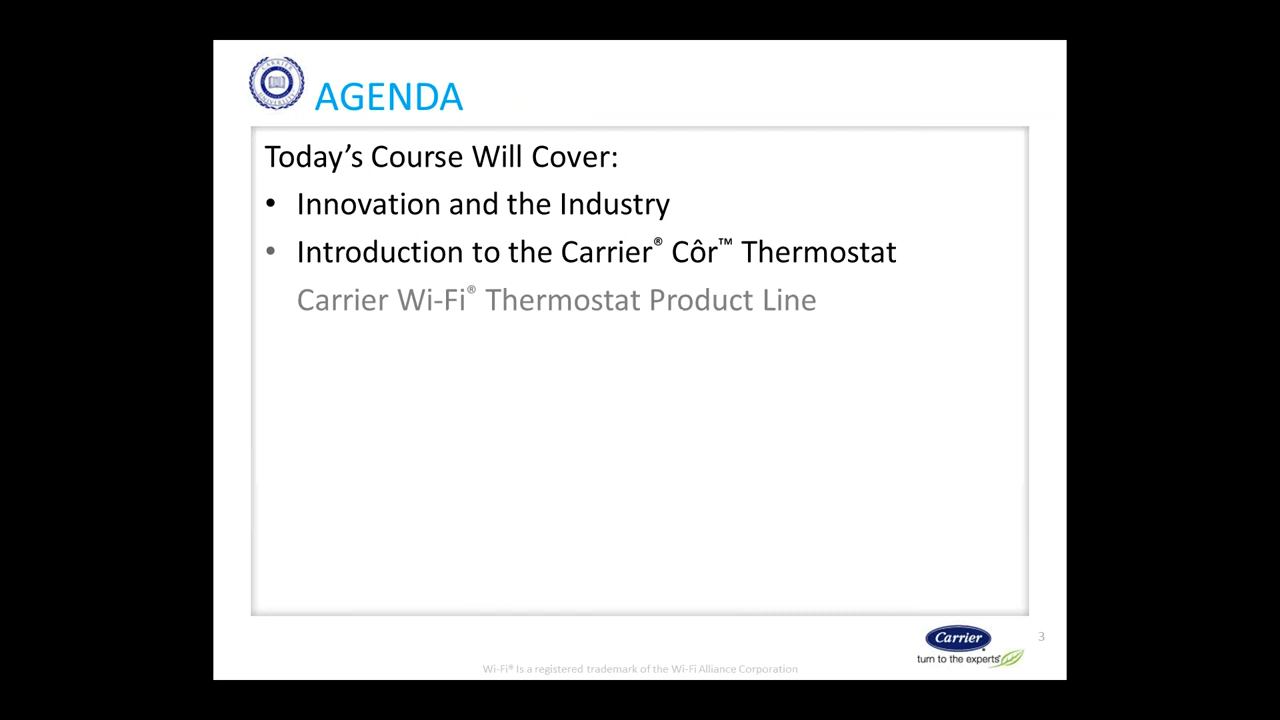 CARRIER
UNIVERSITY
AGENDA
Today’s Course Will Cover:
• Innovation and the Industry
• Introduction to the Carrier® Côr™ Thermostat
Carrier Wi-Fi® Thermostat Product Line
Carrier
turn to the experts
3
Wi-Fi® Is a registered trademark of the Wi-Fi Alliance Corporation